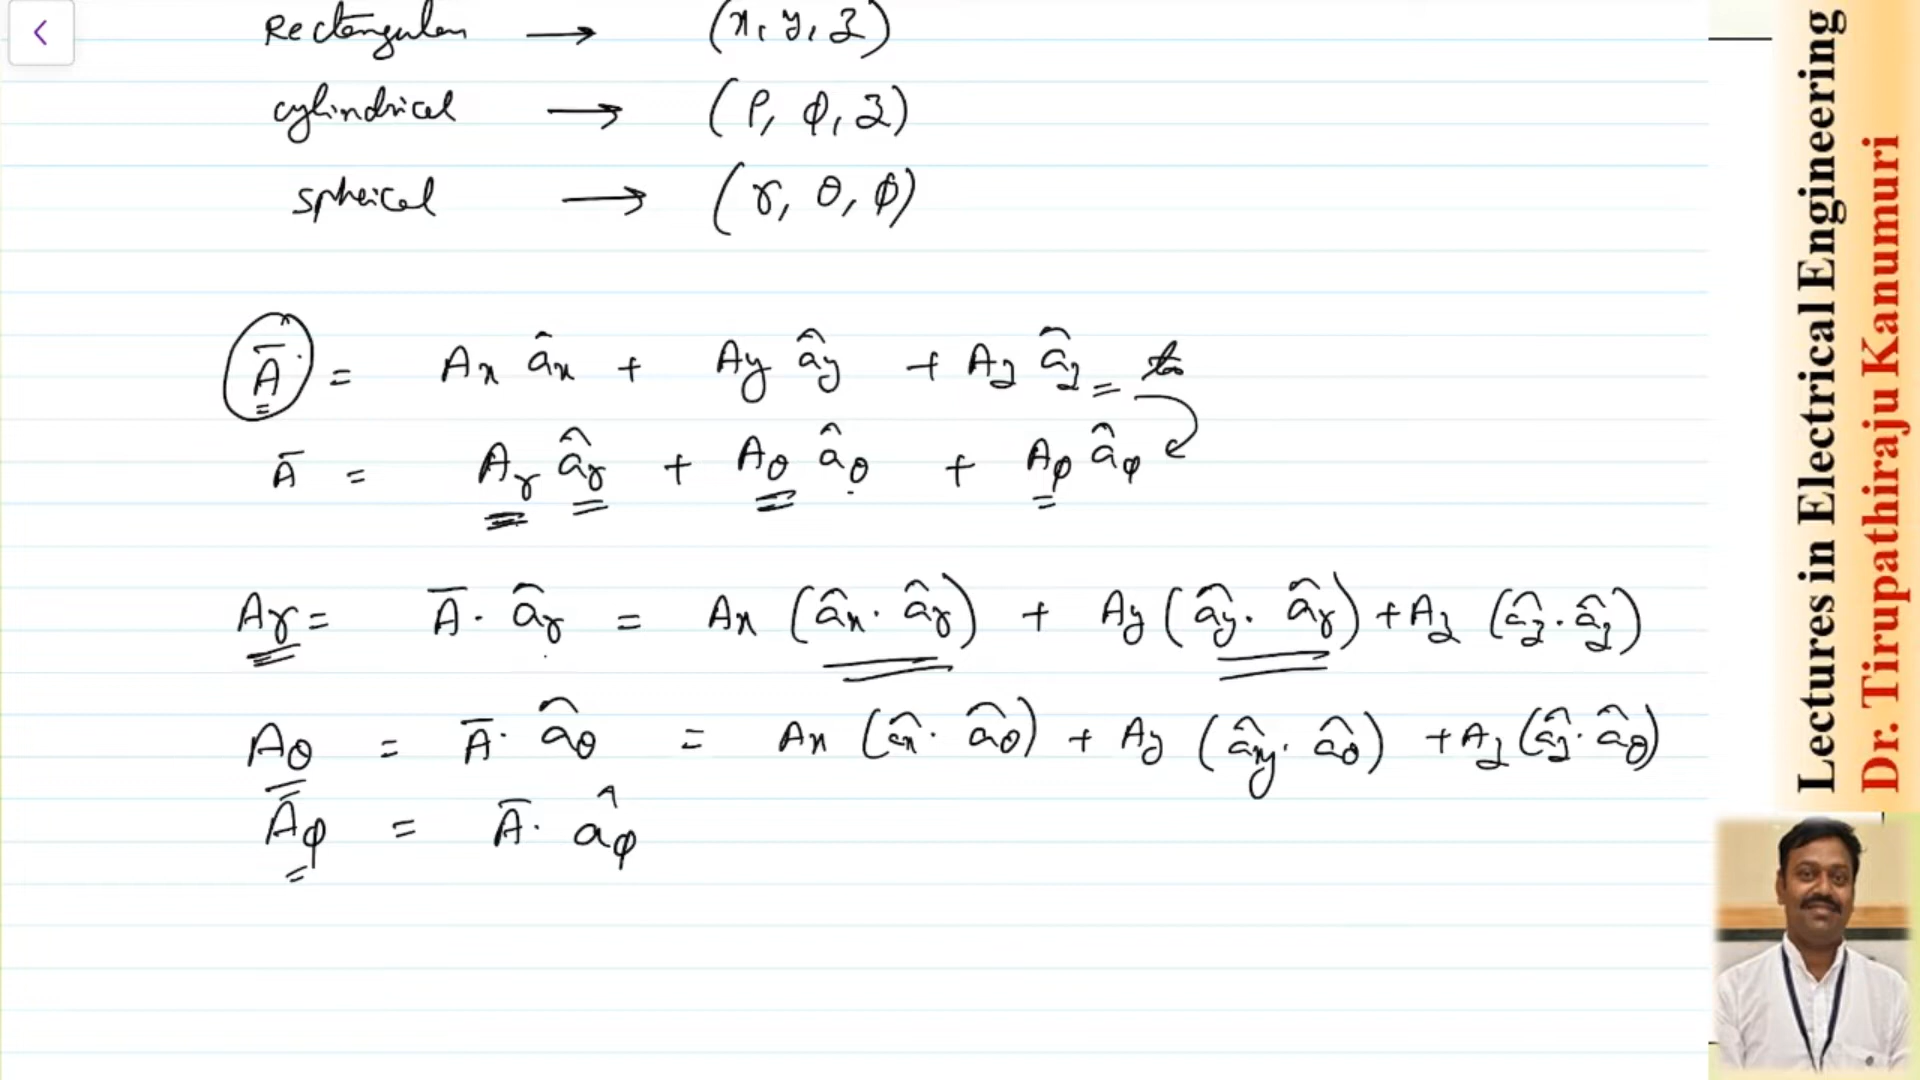 Rectangular → (x, y, z)
cylindrical → (ρ, φ, z)
spheical → (r, θ, φ)
Ā = Ax âx + Ay ây + Az âz =
Ā = Ar âr + Aθ âθ + Aφ âφ
Ar = Ā · âr = Ax (âx · âr) + Ay (ây · âr) + Az (âz · âz)
Aθ = Ā · âθ = Ax (âx · âθ) + Ay (ây · âθ) + Az (âz · âθ)
Aφ = Ā · âφ
Lectures in Electrical Engineering
Dr. Tirupathiraju Kanumuri